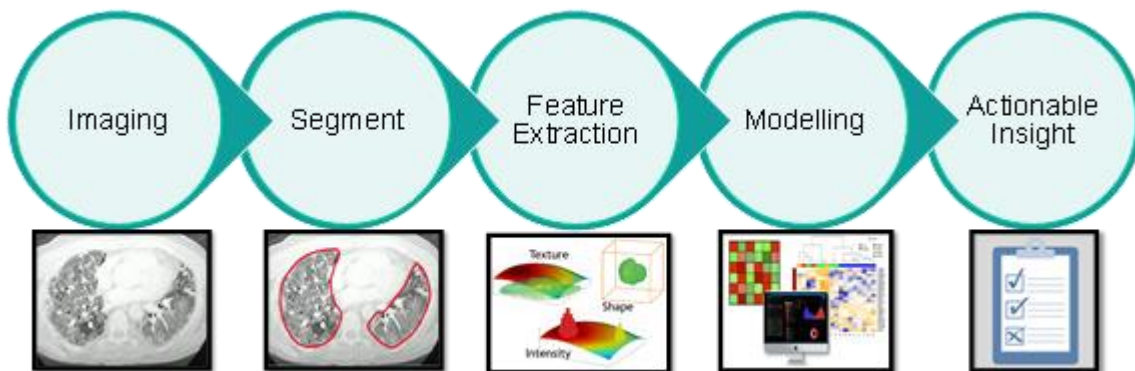 Imaging
Segment
Feature
Extraction
Modelling
Actionable
Insight
Texture
Shape
Intensity